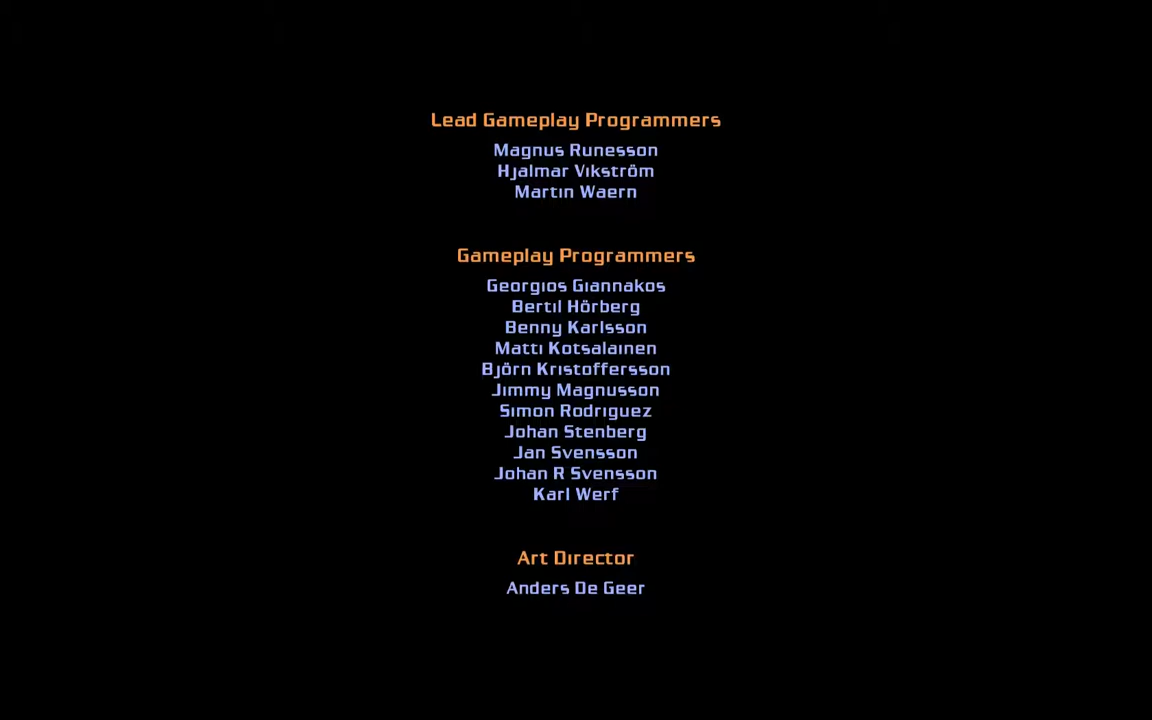 Lead Gameplay Programmers
Magnus Runesson
Hjalmar Vikström
Martin Waern
Gameplay Programmers
Georgios Giannakos
Bertil Hörberg
Benny Karlsson
Matti Kotsalainen
Björn Kristoffersson
Jimmy Magnusson
Simon Rodriguez
Johan Stenberg
Jan Svensson
Johan R Svensson
Karl Werf
Art Director
Anders De Geer